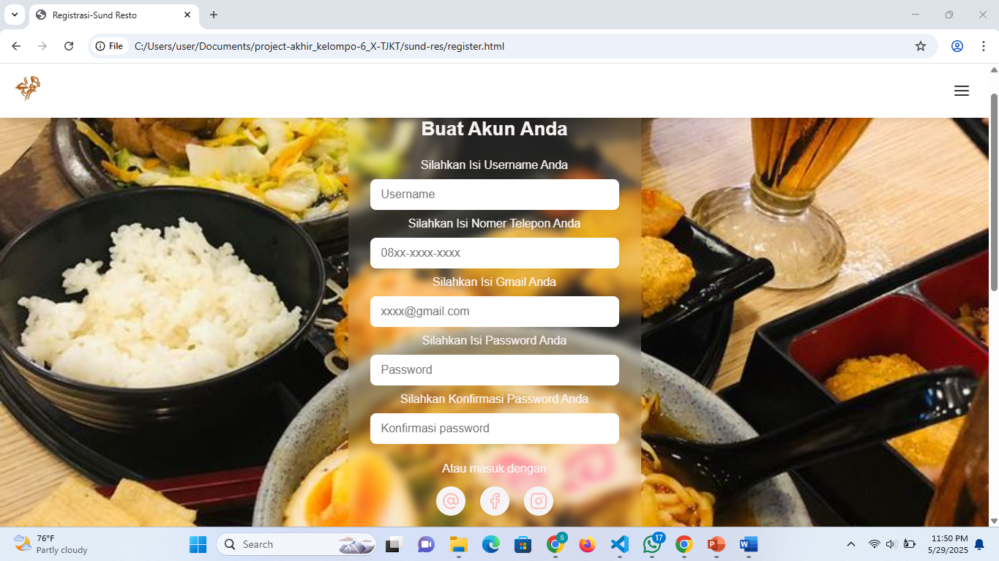 Registrasi-Sund Resto
File
C:/Users/user/Documents/project-akhir_kelompo-6_X-TJKT/sund-res/register.html
Buat Akun Anda
Silahkan Isi Username Anda
Username
Silahkan Isi Nomer Telepon Anda
08xx-xxxx-xxxx
Silahkan Isi Gmail Anda
xxxx@gmail.com
Silahkan Isi Password Anda
Password
Silahkan Konfirmasi Password Anda
Konfirmasi password
Atau masuk dengan
76°F
Partly cloudy
Search
S
17
11:50 PM
5/29/2025